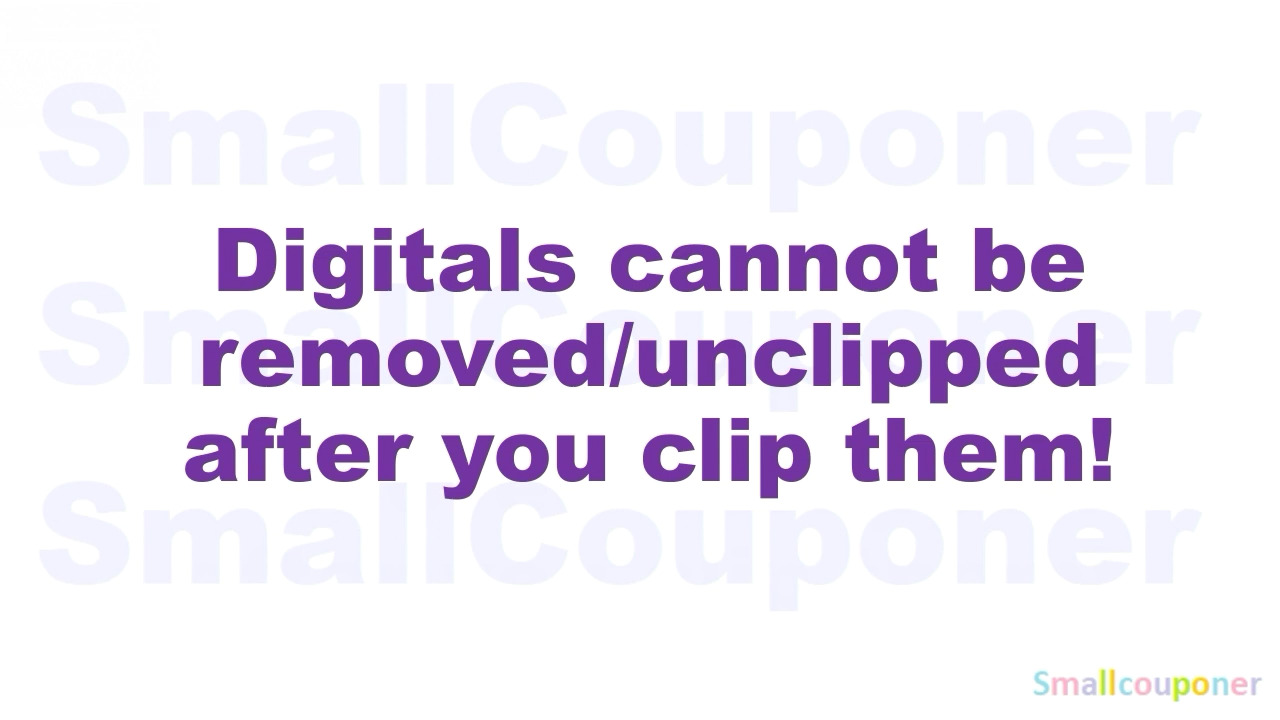 SmallCouponer
Digitals cannot be
SmallCouponer
removed/unclipped
after you clip them!
SmallCouponer
Smallcouponer